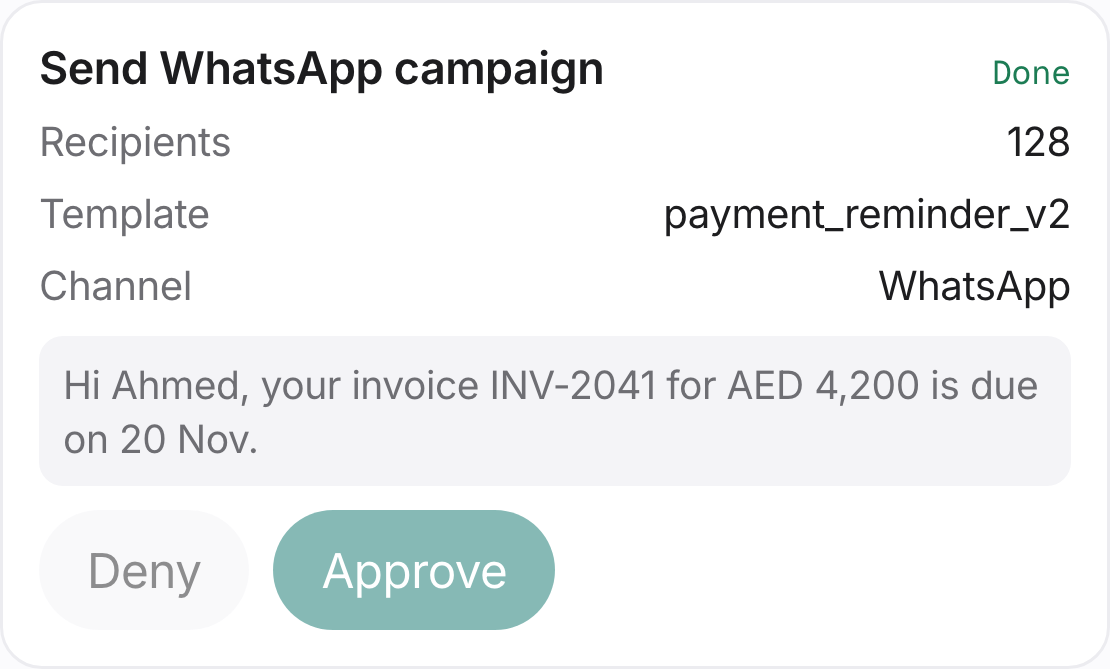 Send WhatsApp campaign
Done
Recipients
128
Template
payment_reminder_v2
Channel
WhatsApp
Hi Ahmed, your invoice INV-2041 for AED 4,200 is due
on 20 Nov.
Deny
Approve